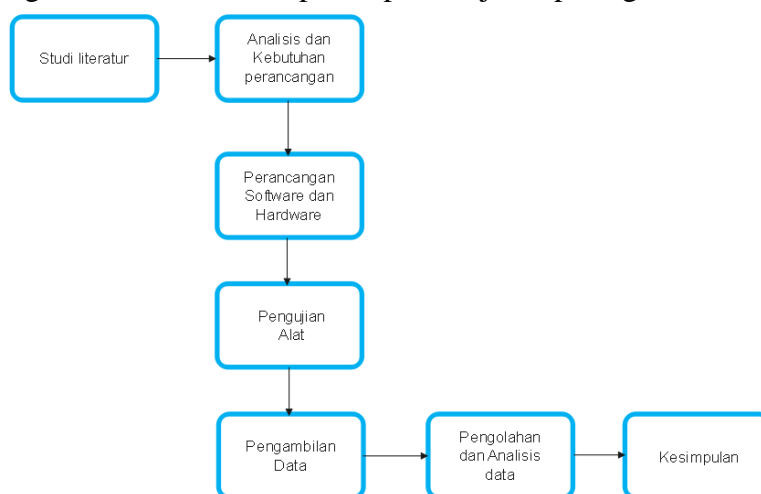 Studi literatur
Analisis dan
Kebutuhan
perancangan
Perancangan
Software dan
Hardware
Pengujian
Alat
Pengambilan
Data
Pengolahan
dan Analisis
data
Kesimpulan